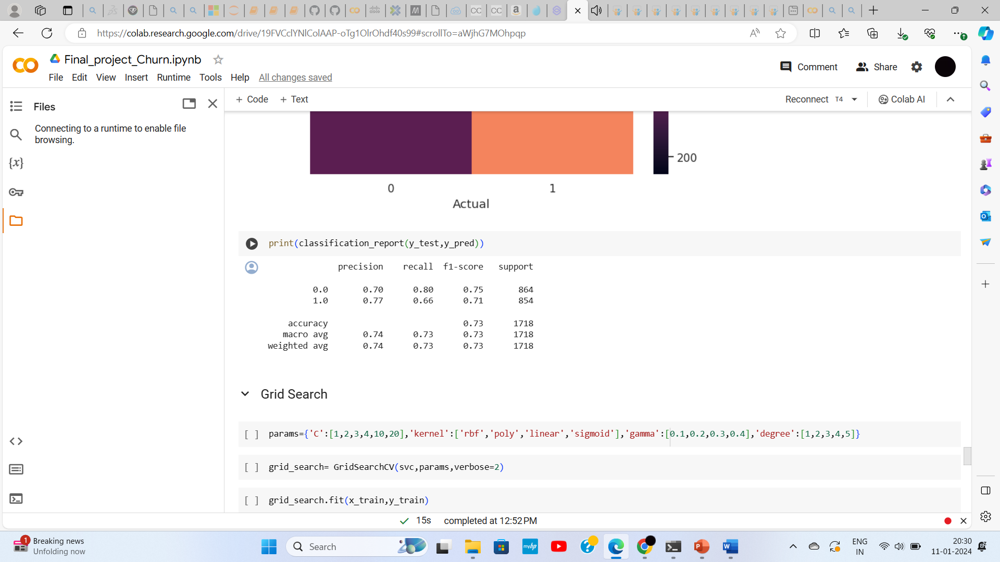 https://colab.research.google.com/drive/19FVCclYNlColAAP-oTg1OlrOhdf40s99#scrollTo=aWjhG7MOhpqp
Final_project_Churn.ipynb
Comment
Share
File Edit View Insert Runtime Tools Help All changes saved
Files
+ Code + Text
Reconnect T4
Colab AI
Connecting to a runtime to enable file
browsing.
200
0 1
Actual
print(classification_report(y_test,y_pred))
precision recall f1-score support
0.0 0.70 0.80 0.75 864
1.0 0.77 0.66 0.71 854
accuracy 0.73 1718
macro avg 0.74 0.73 0.73 1718
weighted avg 0.74 0.73 0.73 1718
Grid Search
[ ] params={'C':[1,2,3,4,10,20],'kernel':['rbf','poly','linear','sigmoid'],'gamma':[0.1,0.2,0.3,0.4],'degree':[1,2,3,4,5]}
[ ] grid_search= GridSearchCV(svc,params,verbose=2)
[ ] grid_search.fit(x_train,y_train)
15s completed at 12:52 PM
1
Breaking news
Unfolding now
Search
myhp
ENG
IN
20:30
11-01-2024